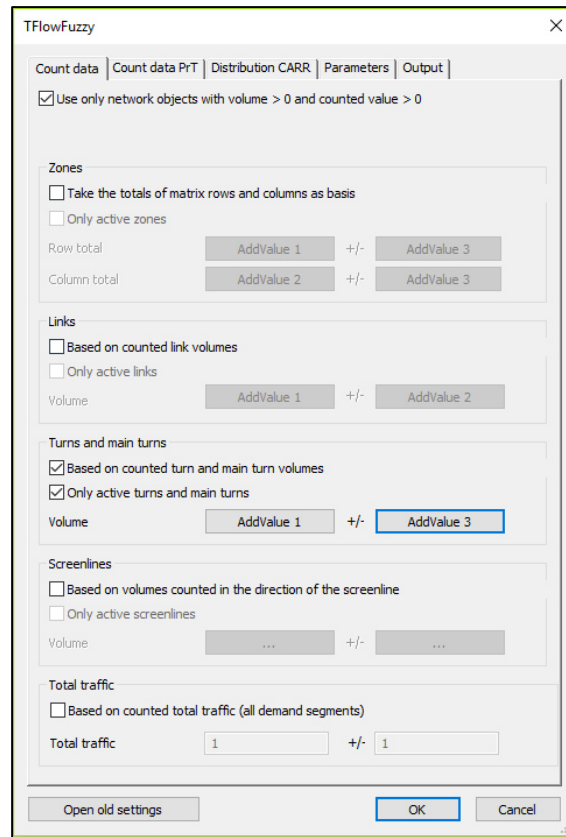 TFlowFuzzy
Count data Count data PrT Distribution CARR Parameters Output
Use only network objects with volume > 0 and counted value > 0
Zones
Take the totals of matrix rows and columns as basis
Only active zones
Row total AddValue 1 +/- AddValue 3
Column total AddValue 2 +/- AddValue 3
Links
Based on counted link volumes
Only active links
Volume AddValue 1 +/- AddValue 2
Turns and main turns
Based on counted turn and main turn volumes
Only active turns and main turns
Volume AddValue 1 +/- AddValue 3
Screenlines
Based on volumes counted in the direction of the screenline
Only active screenlines
Volume ... +/- ...
Total traffic
Based on counted total traffic (all demand segments)
Total traffic 1 +/- 1
Open old settings OK Cancel